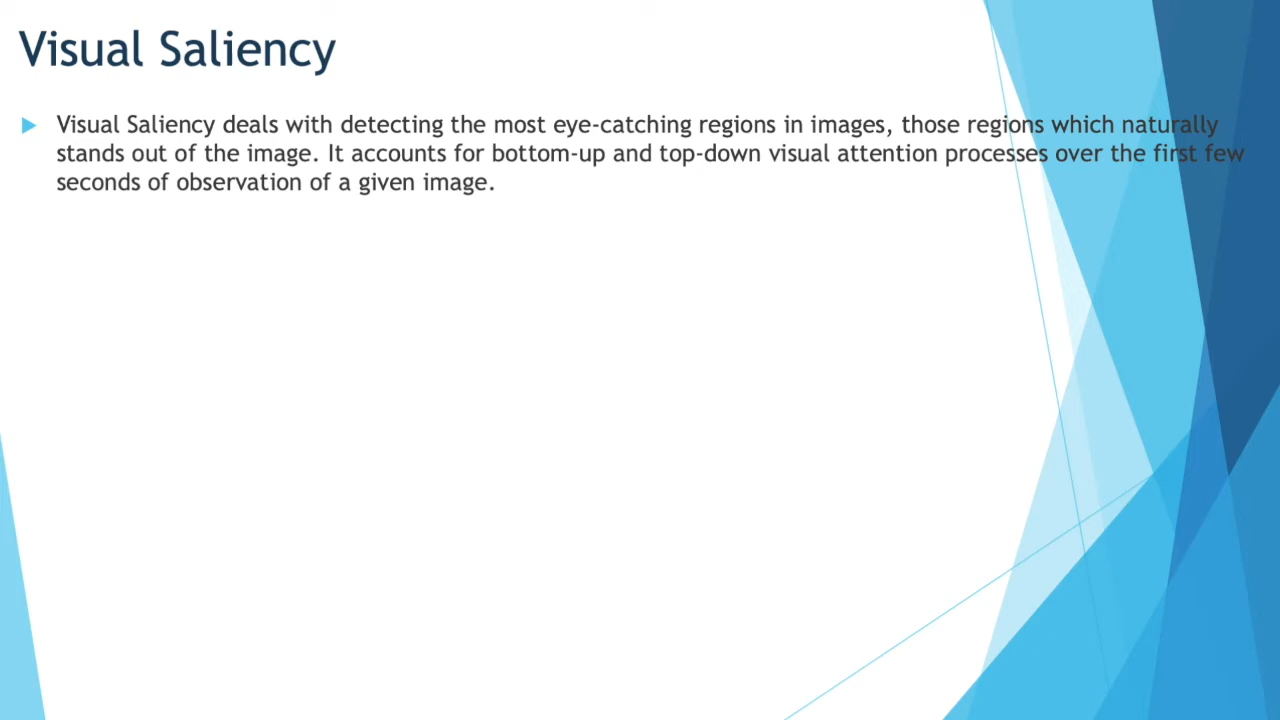 Visual Saliency
Visual Saliency deals with detecting the most eye-catching regions in images, those regions which naturally
stands out of the image. It accounts for bottom-up and top-down visual attention processes over the first few
seconds of observation of a given image.